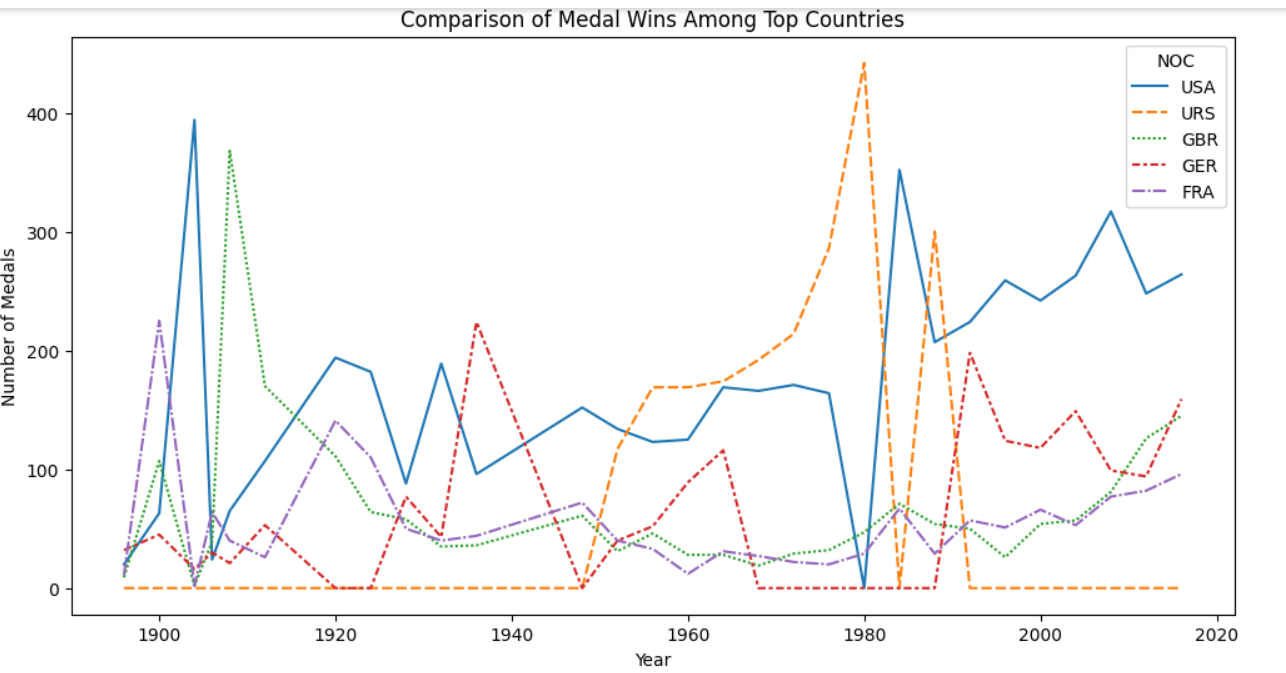 Comparison of Medal Wins Among Top Countries
NOC
USA
URS
GBR
GER
FRA
Number of Medals
400
300
200
100
0
1900 1920 1940 1960 1980 2000 2020
Year